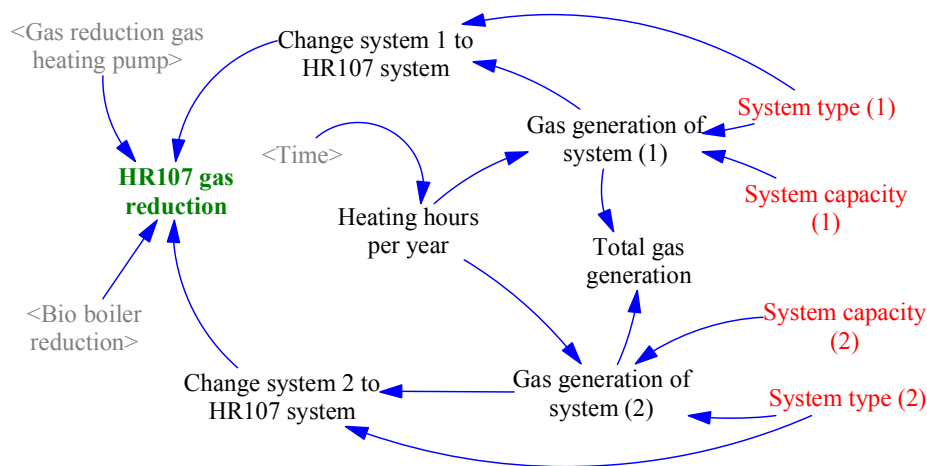 <Gas reduction gas
heating pump>
Change system 1 to
HR107 system
System type (1)
Gas generation of
system (1)
<Time>
HR107 gas
reduction
System capacity
(1)
Heating hours
per year
Total gas
generation
<Bio boiler
reduction>
System capacity
(2)
Change system 2 to
HR107 system
Gas generation of
system (2)
System type (2)